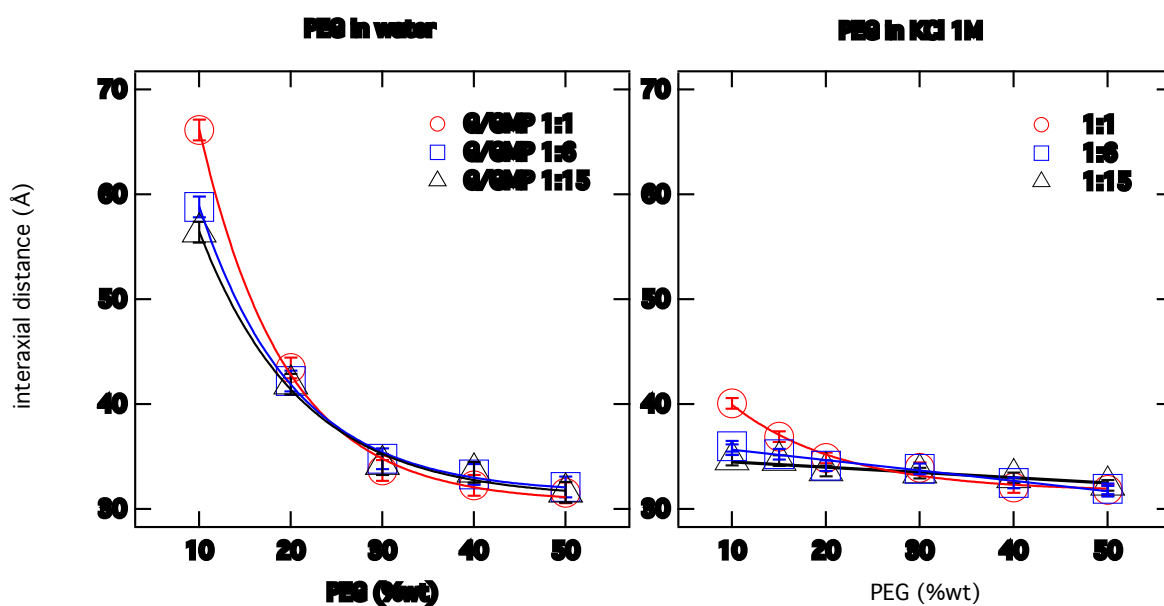 PEG in water
PEG in KCl 1M
interaxial distance (Å)
70
60
50
40
30
G/GMP 1:1
G/GMP 1:6
G/GMP 1:15
10 20 30 40 50
PEG (%wt)
70
60
50
40
30
1:1
1:6
1:15
10 20 30 40 50
PEG (%wt)